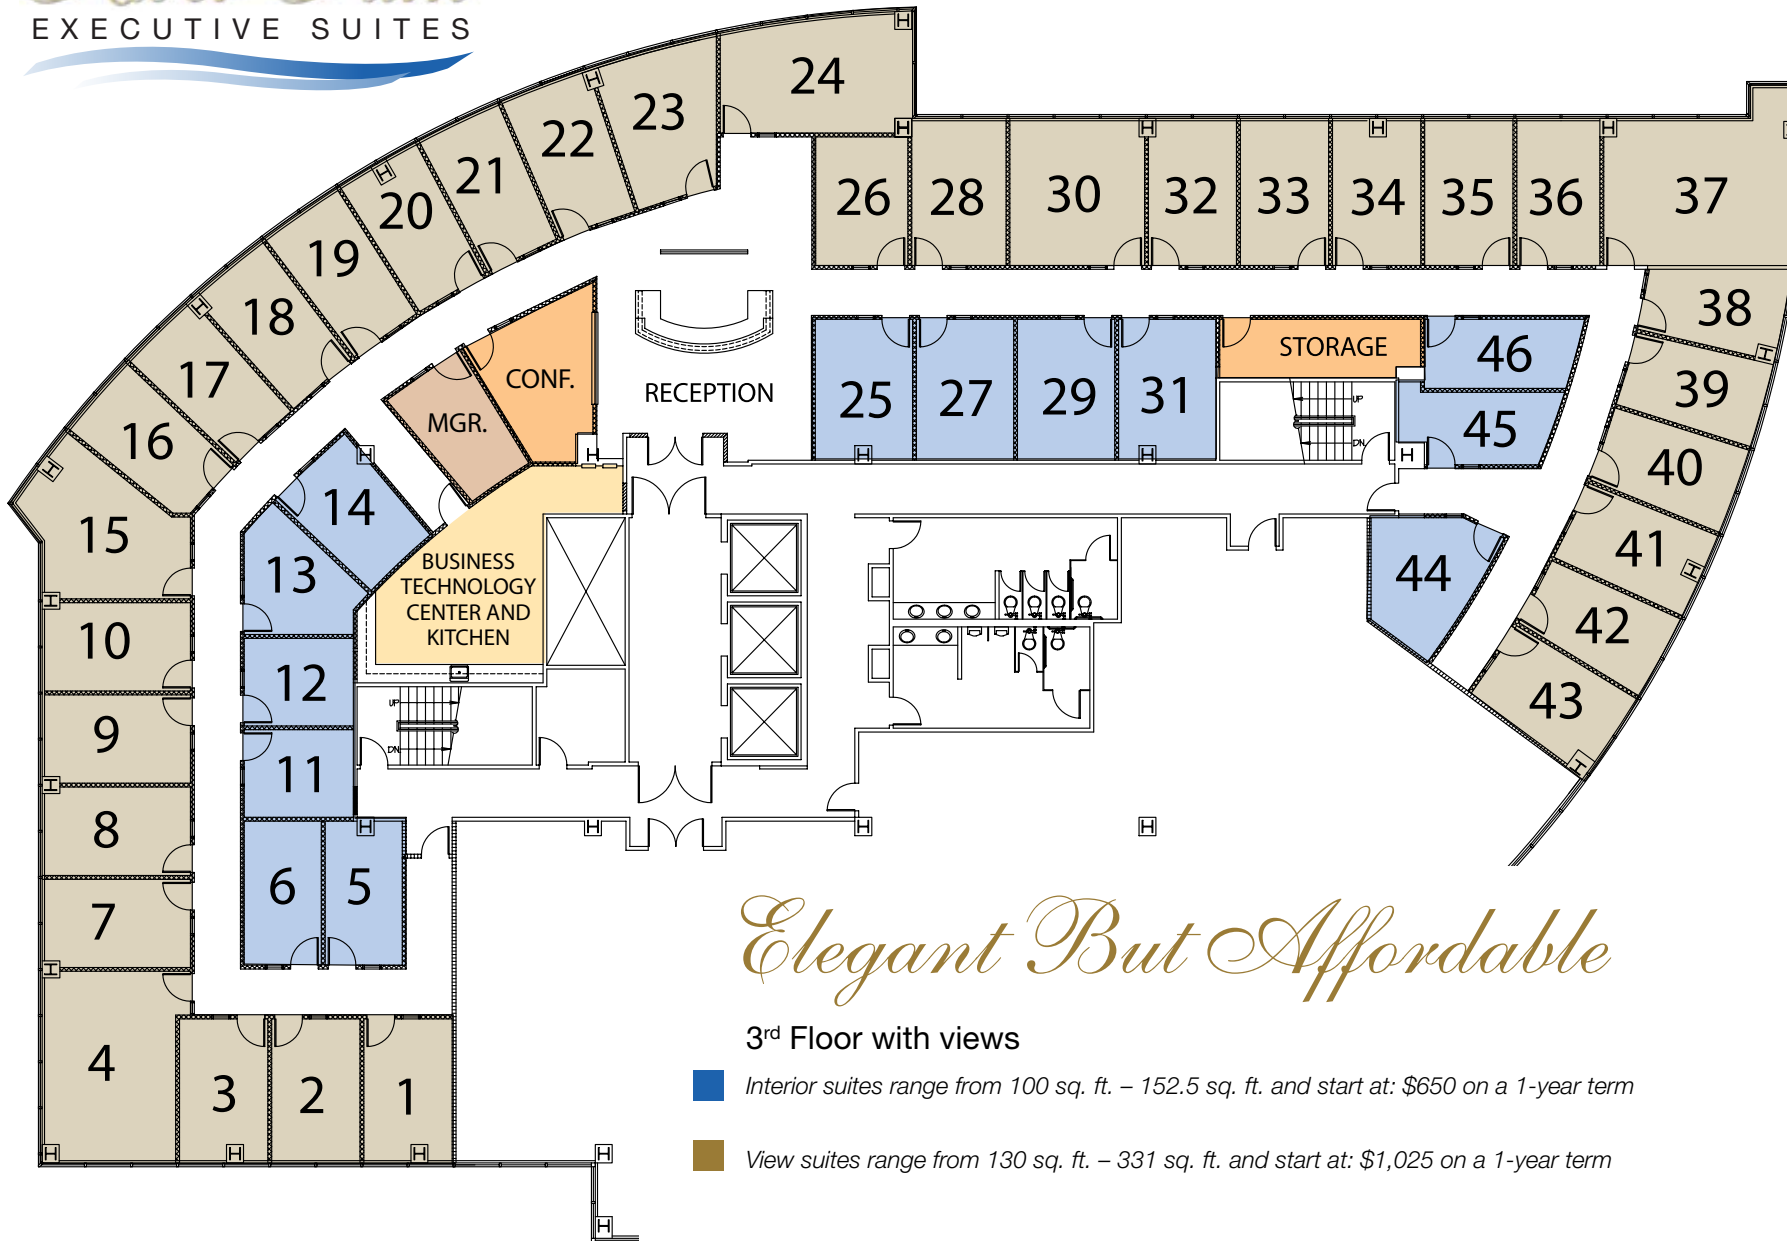 EXECUTIVE SUITES
24
23
22
21
20
19
18
17
16
15
26
28
30
32
33
34
35
36
37
38
39
40
41
42
43
25
27
29
31
STORAGE
46
45
44
UP
DN
CONF.
MGR.
RECEPTION
14
13
12
11
BUSINESS
TECHNOLOGY
CENTER AND
KITCHEN
UP
DN
10
9
8
7
6
5
4
3
2
1
Elegant But Affordable
3rd Floor with views
Interior suites range from 100 sq. ft. – 152.5 sq. ft. and start at: $650 on a 1-year term
View suites range from 130 sq. ft. – 331 sq. ft. and start at: $1,025 on a 1-year term